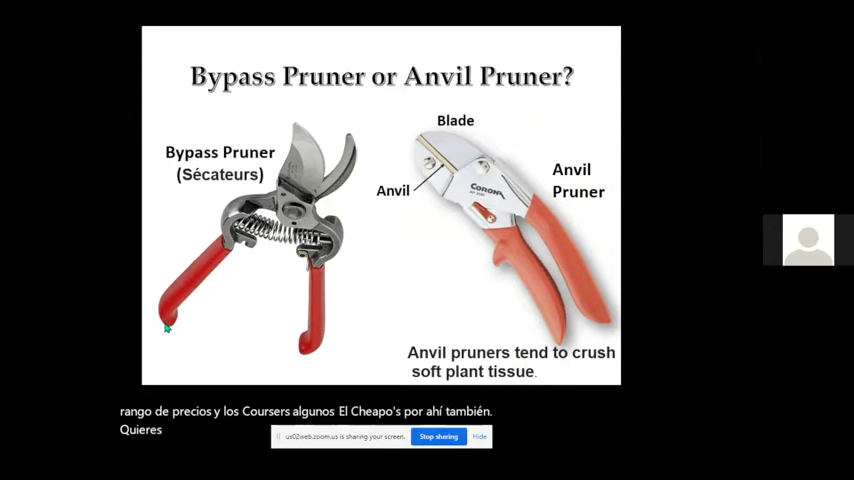 Bypass Pruner or Anvil Pruner?
Blade
Bypass Pruner
(Sécateurs)
Anvil
Anvil
Pruner
CORONA
Anvil pruners tend to crush
soft plant tissue.
rango de precios y los Coursers algunos El Cheapo's por ahí también.
Quieres
us02web.zoom.us is sharing your screen.
Stop sharing
Hide